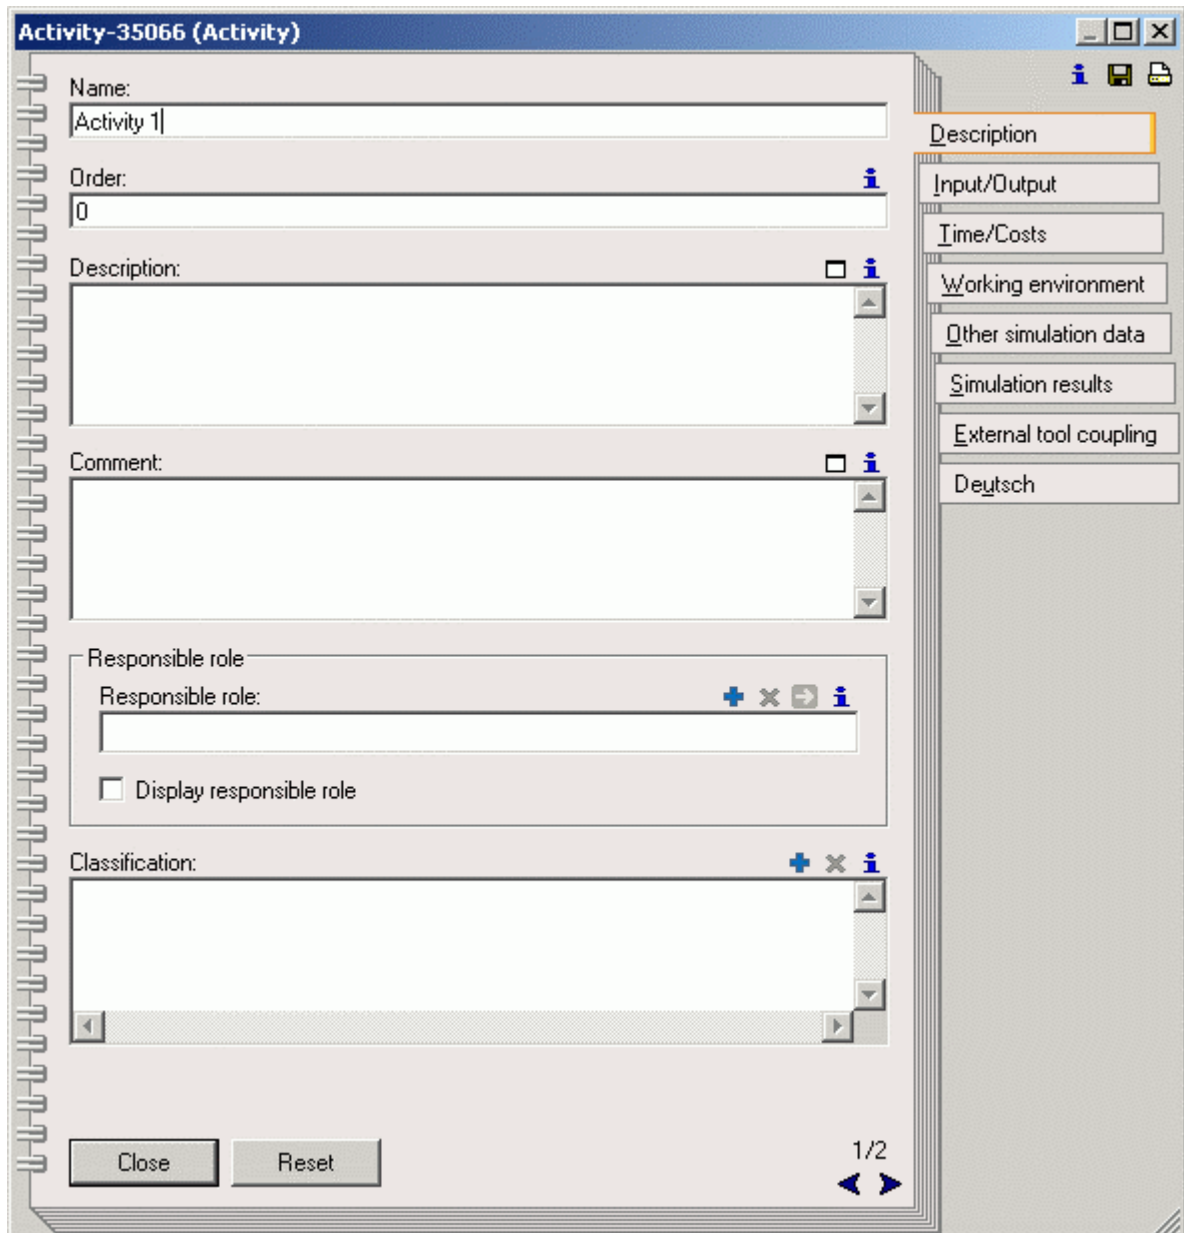 Activity-35066 (Activity)
Name:
Activity 1
Order:
0
Description:
Comment:
Responsible role
Responsible role:
Display responsible role
Classification:
Close
Reset
1/2
Description
Input/Output
Time/Costs
Working environment
Other simulation data
Simulation results
External tool coupling
Deutsch